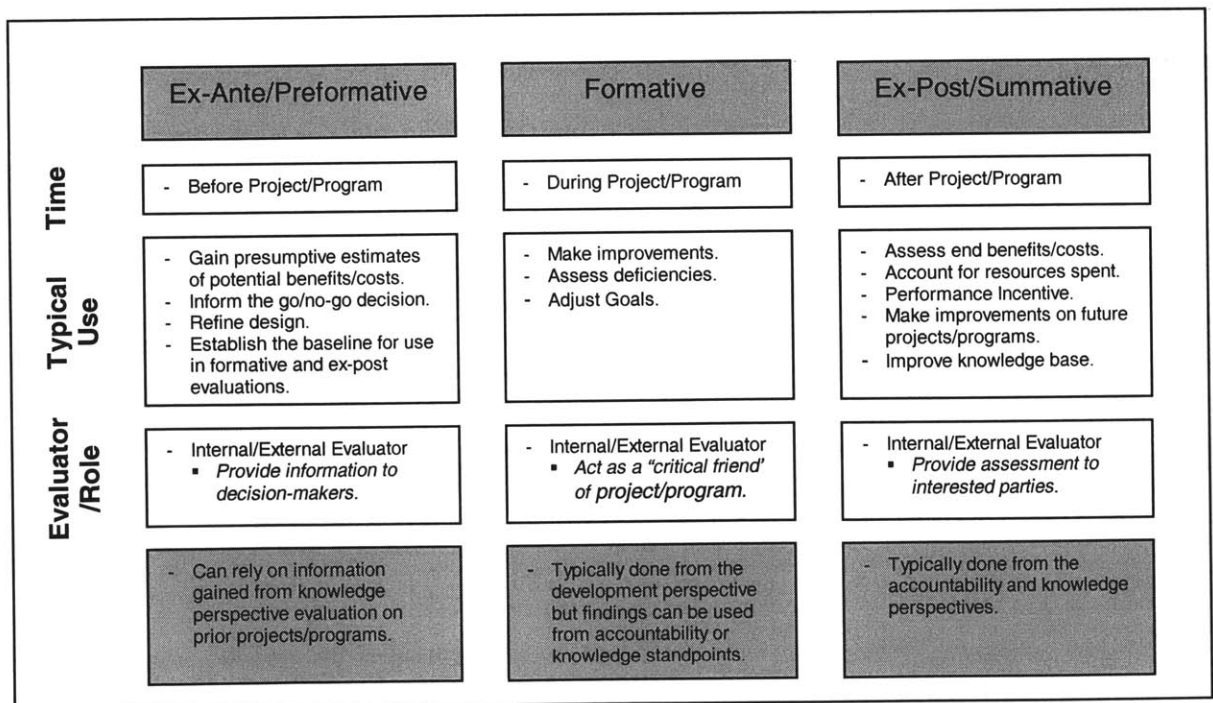 Ex-Ante/Preformative
Formative
Ex-Post/Summative
Time
- Before Project/Program
- During Project/Program
- After Project/Program
Typical
Use
- Gain presumptive estimates
of potential benefits/costs.
- Inform the go/no-go decision.
- Refine design.
- Establish the baseline for use
in formative and ex-post
evaluations.
- Make improvements.
- Assess deficiencies.
- Adjust Goals.
- Assess end benefits/costs.
- Account for resources spent.
- Performance Incentive.
- Make improvements on future
projects/programs.
- Improve knowledge base.
Evaluator
/Role
- Internal/External Evaluator
▪ Provide information to
decision-makers.
- Internal/External Evaluator
▪ Act as a "critical friend'
of project/program.
- Internal/External Evaluator
▪ Provide assessment to
interested parties.
- Can rely on information
gained from knowledge
perspective evaluation on
prior projects/programs.
- Typically done from the
development perspective
but findings can be used
from accountability or
knowledge standpoints.
- Typically done from the
accountability and knowledge
perspectives.